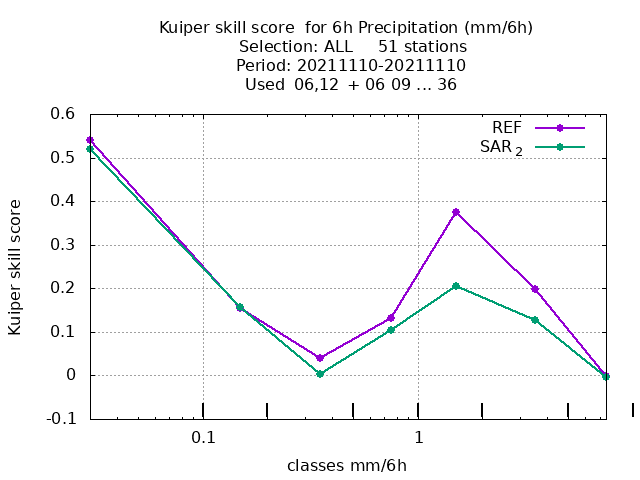 Kuiper skill score  for 6h Precipitation (mm/6h)
Selection: ALL     51 stations
Period: 20211110-20211110
Used  06,12  + 06 09 ... 36
REF
SAR 2
0.6
0.5
0.4
0.3
0.2
0.1
0
-0.1
Kuiper skill score
0.1
1
classes mm/6h